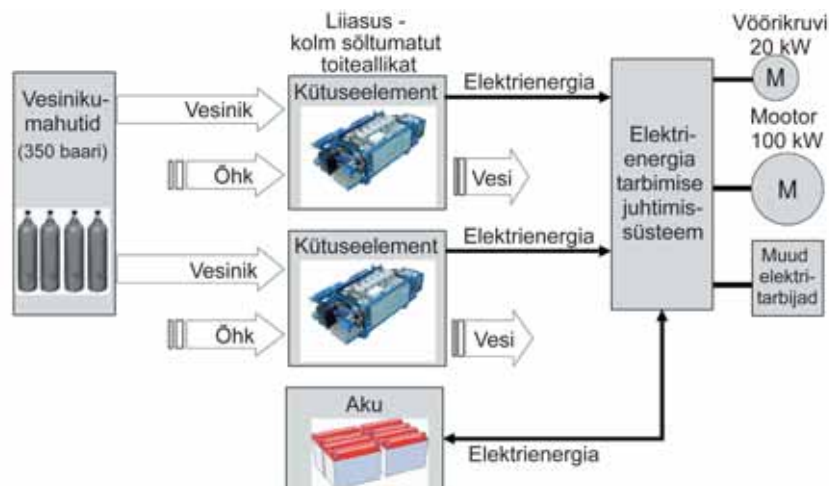 Liiasus -
kolm sõltumatut
toiteallikat
Vöörikruvi
20 kW
M
Vesiniku-
mahutid
(350 baari)
Vesinik
Kütuseelement
Elektrienergia
Õhk
Vesi
Elektri-
energia
tarbimise
juhtimis-
süsteem
Mootor
100 kW
M
Vesinik
Kütuseelement
Elektrienergia
Õhk
Vesi
Muud
elektri-
tarbijad
Aku
Elektrienergia